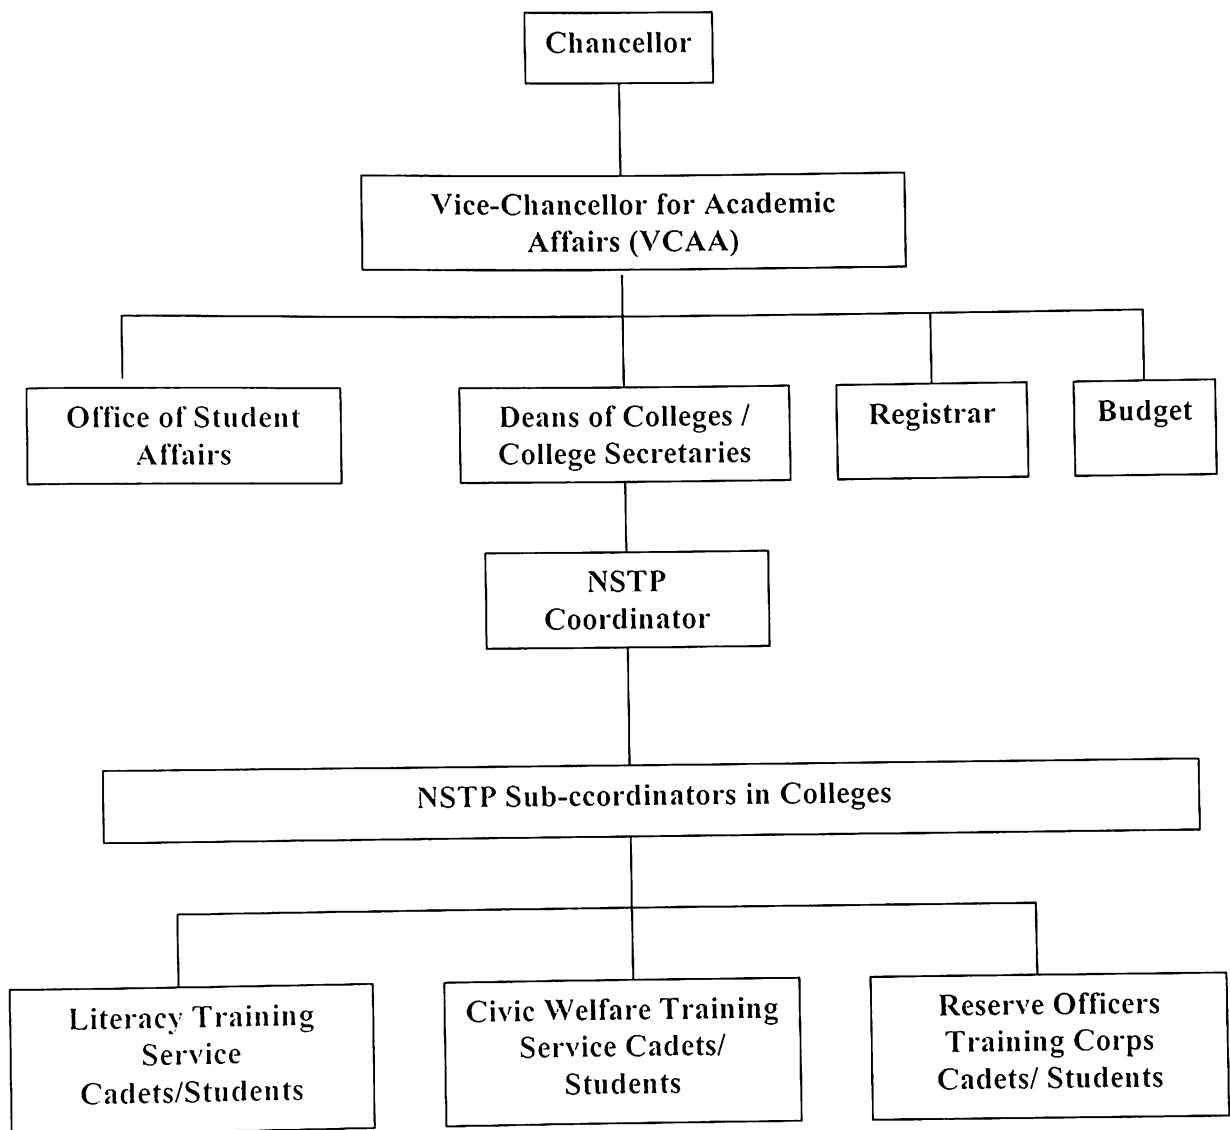 Chancellor
Vice-Chancellor for Academic
Affairs (VCAA)
Office of Student
Affairs
Deans of Colleges /
College Secretaries
Registrar
Budget
NSTP
Coordinator
NSTP Sub-ccordinators in Colleges
Literacy Training
Service
Cadets/Students
Civic Welfare Training
Service Cadets/
Students
Reserve Officers
Training Corps
Cadets/ Students